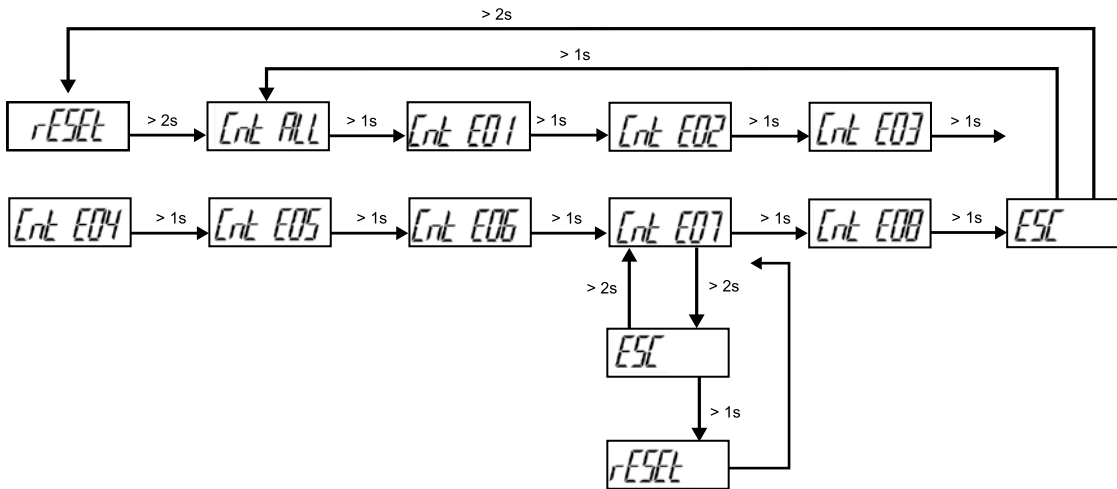 > 2s
> 1s
rESEt > 2s Cnt ALL > 1s Cnt E01 > 1s Cnt E02 > 1s Cnt E03 > 1s
Cnt E04 > 1s Cnt E05 > 1s Cnt E06 > 1s Cnt E07 > 1s Cnt E08 > 1s ESC
> 2s > 2s
ESC
> 1s
rESEt